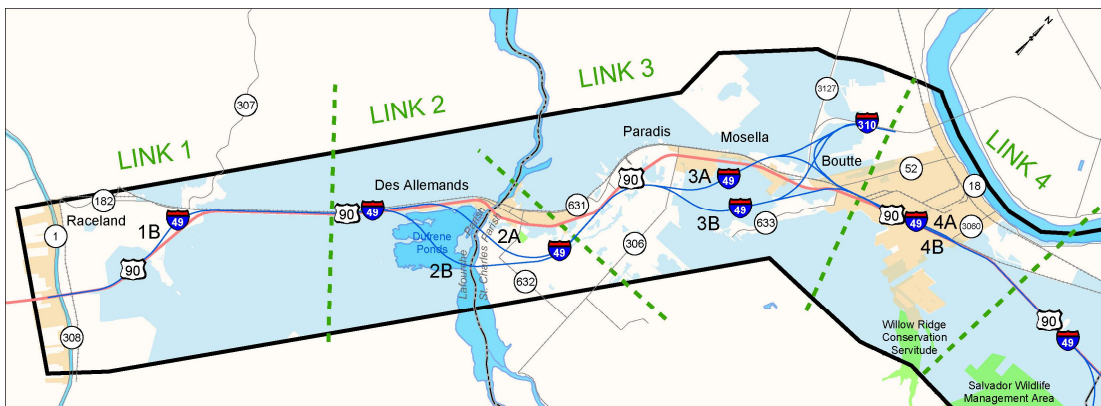 N
LINK 1
LINK 2
LINK 3
LINK 4
307
3127
310
182
Raceland
1
1B
49
90
308
Des Allemands
90
49
Dufrene
Ponds
2A
2B
Lafourche Parish
St. Charles Parish
631
632
49
Paradis
90
306
Mosella
3A
49
3B
49
633
Boutte
52
18
90
49
4A
4B
3060
90
49
Willow Ridge
Conservation
Servitude
Salvador Wildlife
Management Area